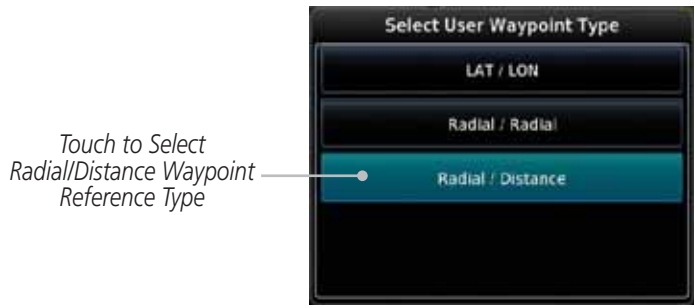 Select User Waypoint Type
LAT / LON
Radial / Radial
Radial / Distance
Touch to Select
Radial/Distance Waypoint
Reference Type